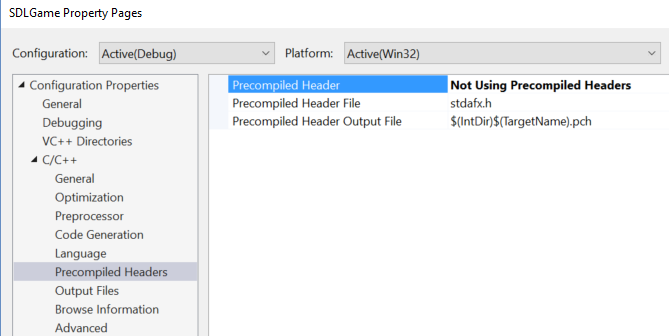 SDLGame Property Pages
Configuration: Active(Debug) Platform: Active(Win32)
Configuration Properties
General
Debugging
VC++ Directories
C/C++
General
Optimization
Preprocessor
Code Generation
Language
Precompiled Headers
Output Files
Browse Information
Advanced
Precompiled Header Not Using Precompiled Headers
Precompiled Header File stdafx.h
Precompiled Header Output File $(IntDir)$(TargetName).pch